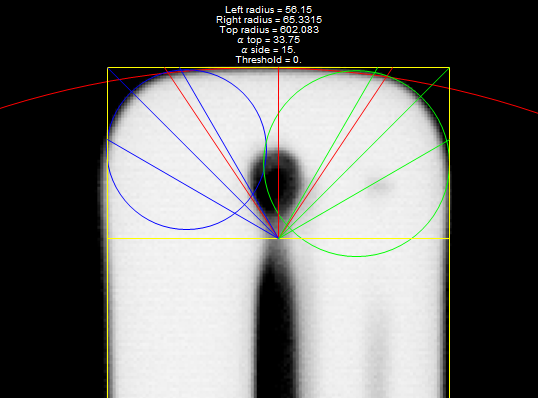 Left radius = 56.15
Right radius = 65.3315
Top radius = 602.083
α top = 33.75
α side = 15.
Threshold = 0.